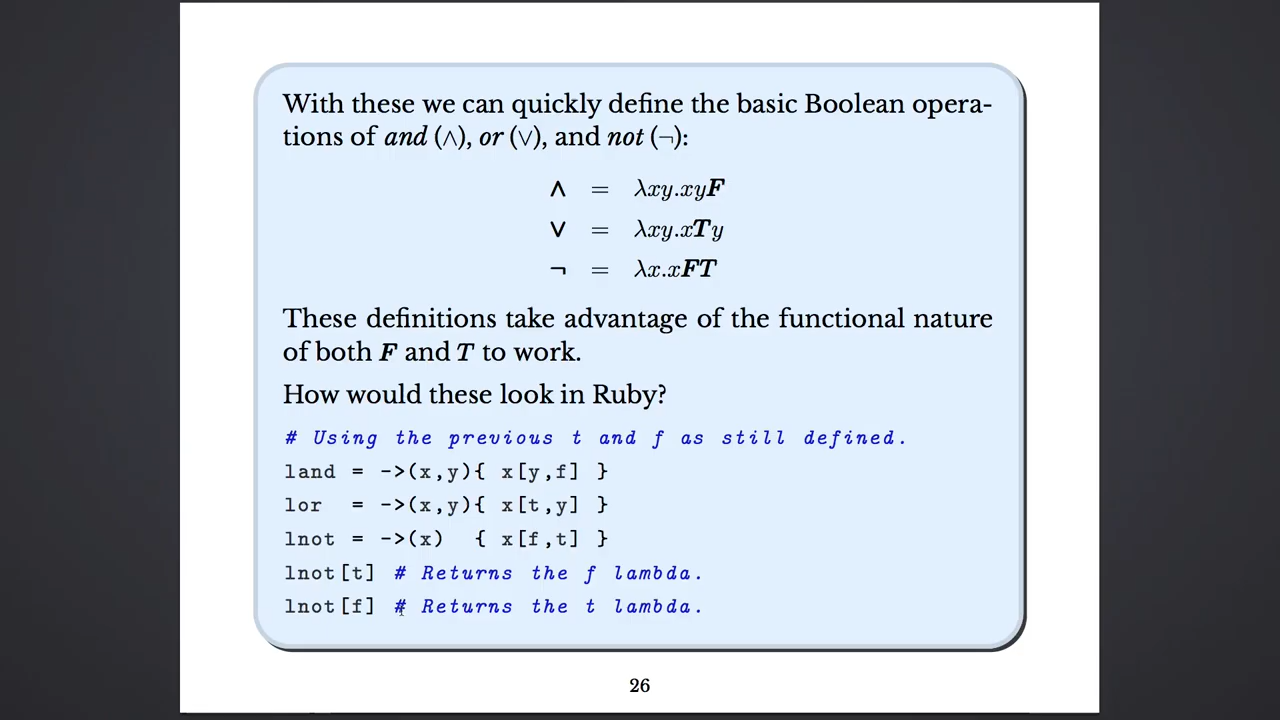 With these we can quickly define the basic Boolean opera-
tions of and (∧), or (∨), and not (¬):
∧ = λxy.xyF
∨ = λxy.xTy
¬ = λx.xFT
These definitions take advantage of the functional nature
of both F and T to work.
How would these look in Ruby?
# Using the previous t and f as still defined.
land = ->(x,y){ x[y,f] }
lor  = ->(x,y){ x[t,y] }
lnot = ->(x)  { x[f,t] }
lnot[t] # Returns the f lambda.
lnot[f] # Returns the t lambda.
26